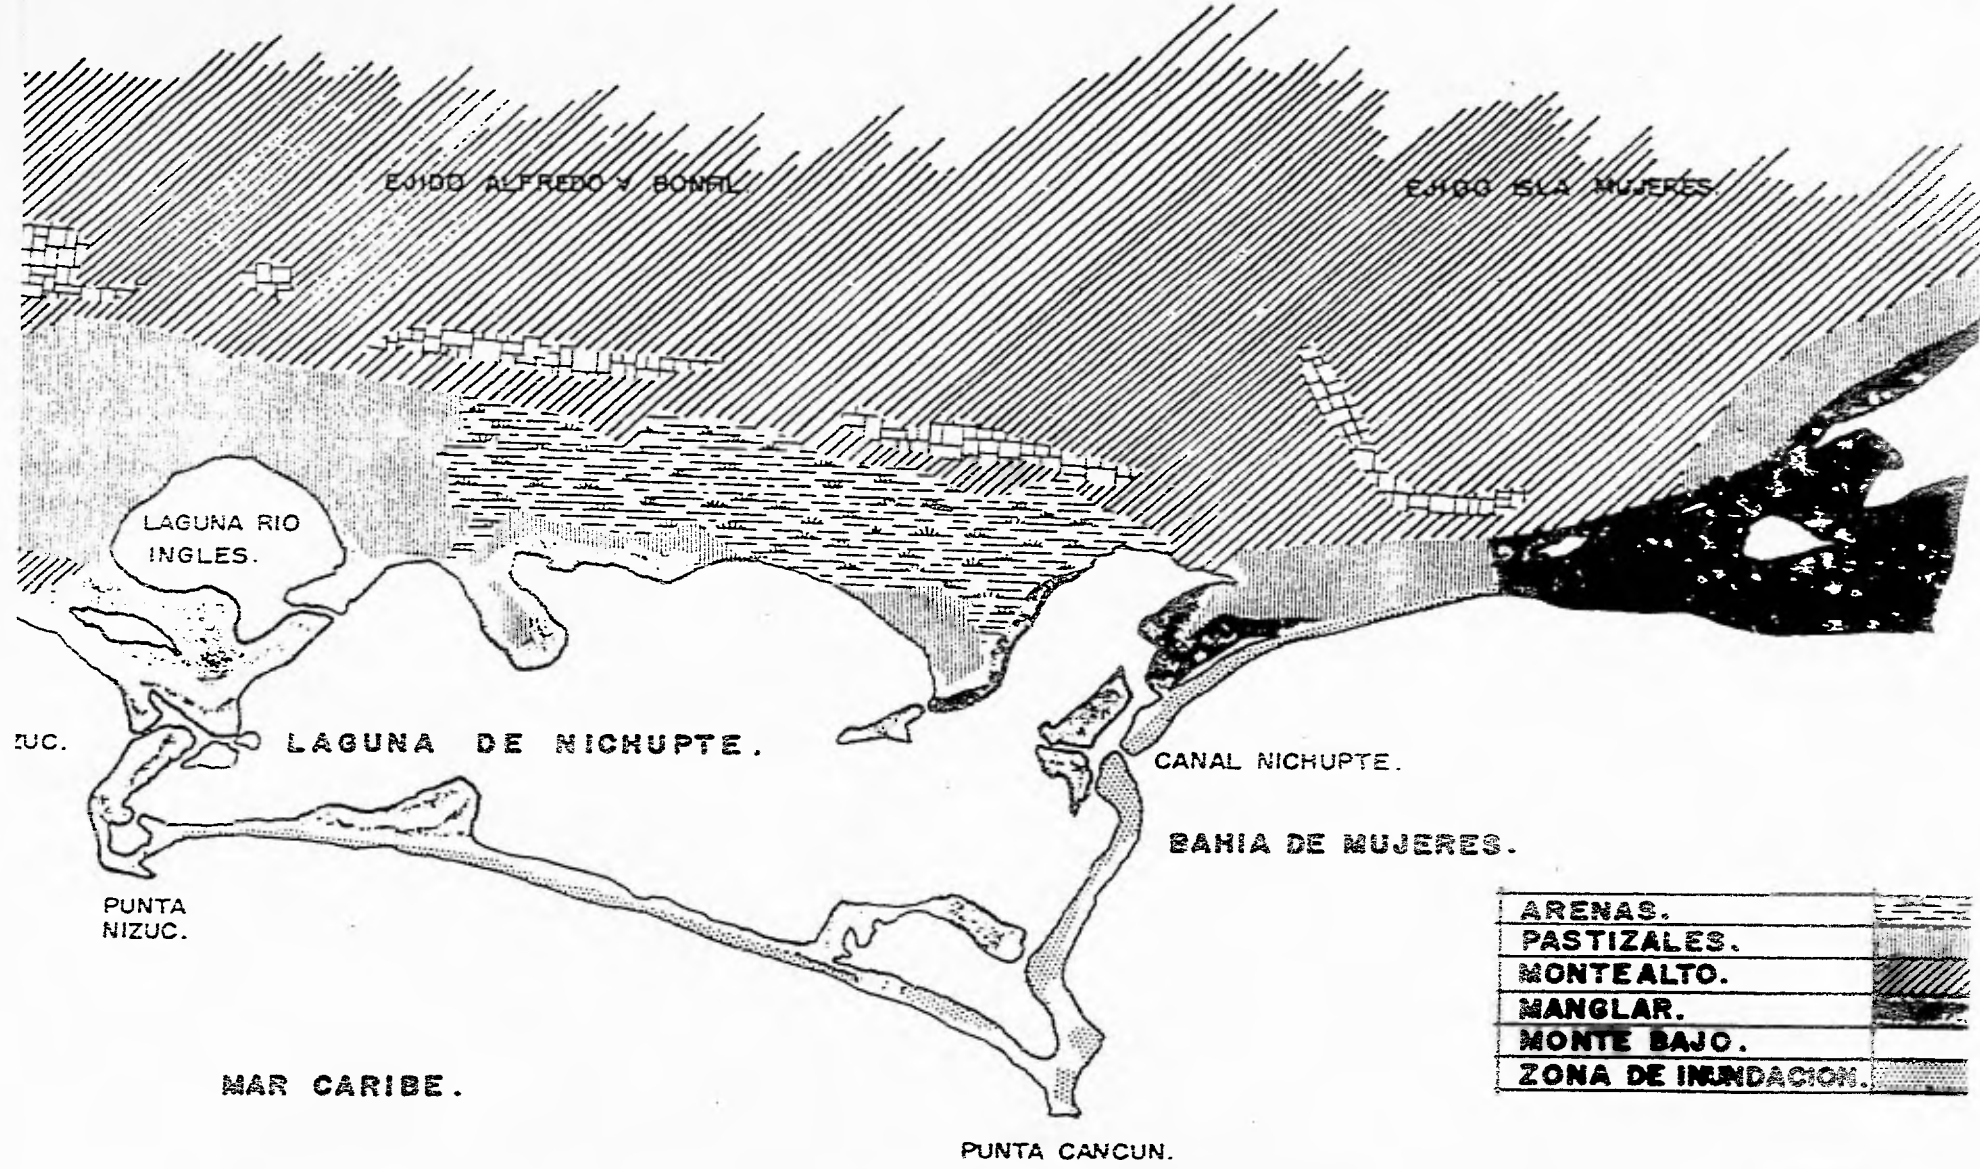 EJIDO ALFREDO V BONFIL.
EJIDO ISLA MUJERES.
LAGUNA RIO
INGLES.
ZUC.
LAGUNA DE NICHUPTE.
CANAL NICHUPTE.
BAHIA DE MUJERES.
PUNTA
NIZUC.
ARENAS.
PASTIZALES.
MONTEALTO.
MANGLAR.
MONTE BAJO.
ZONA DE INUNDACION.
MAR CARIBE.
PUNTA CANCUN.